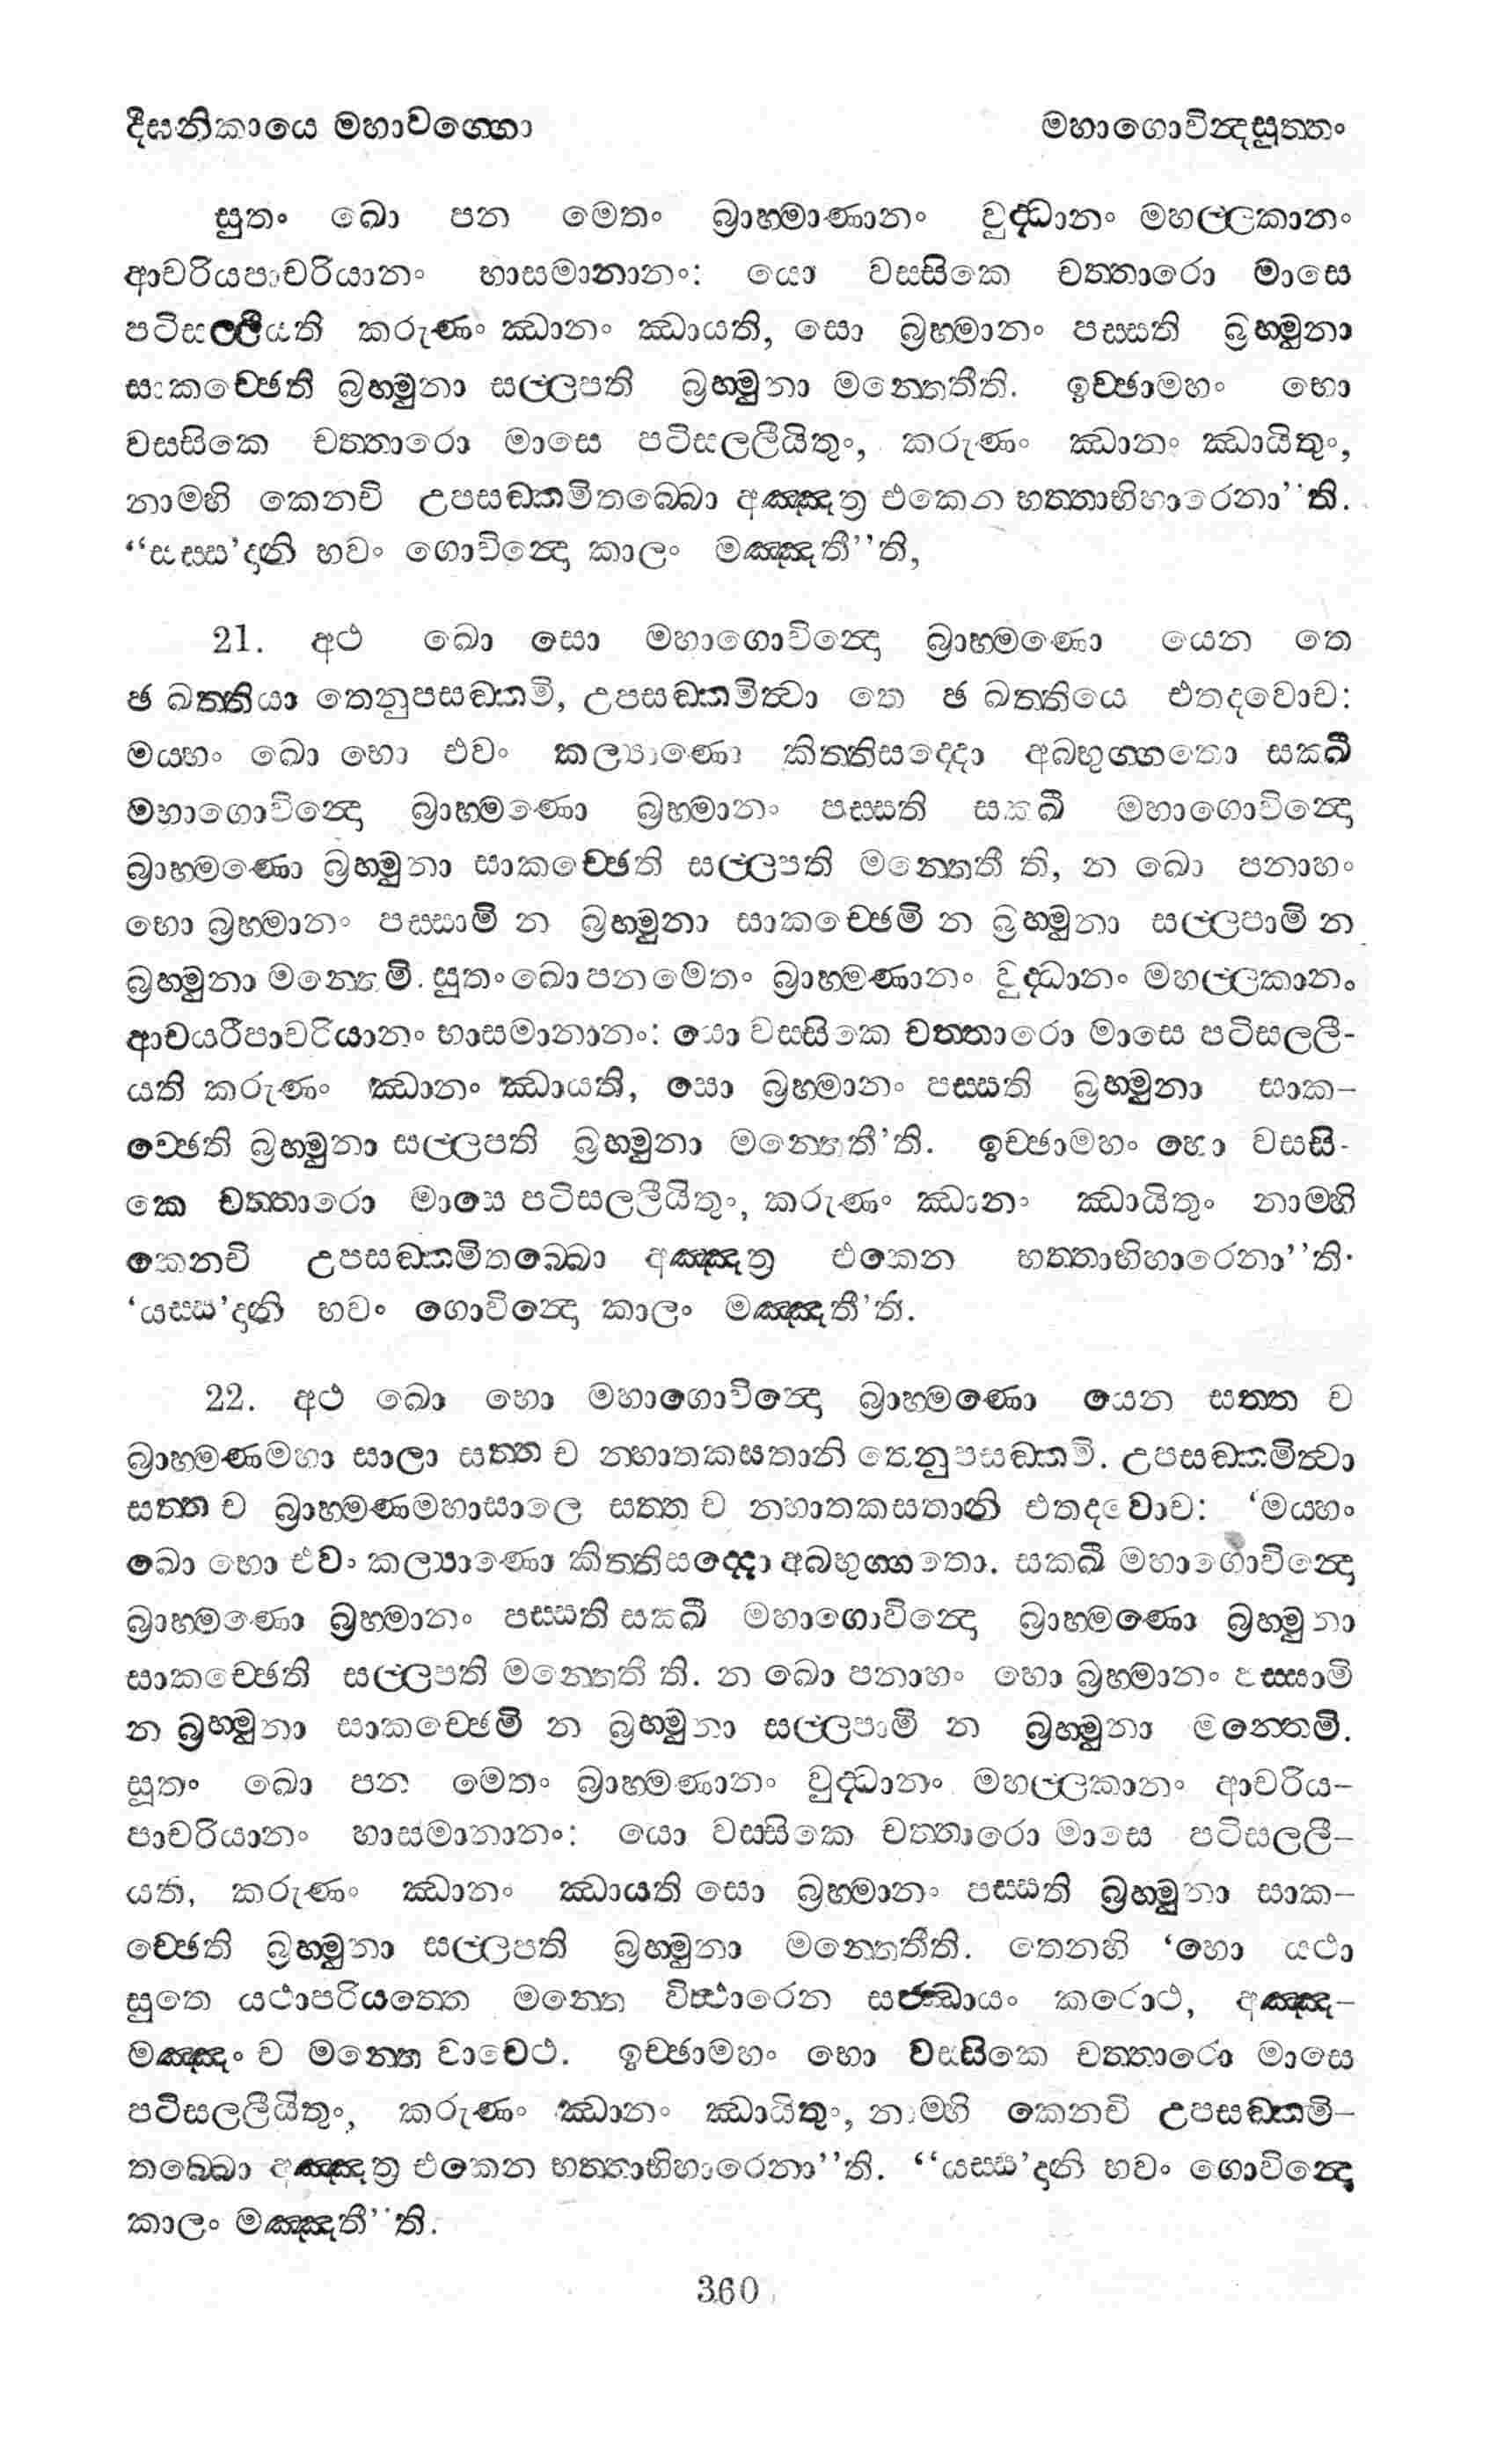 දීඝනිකායෙ මහාවග්ගො
මහාගොවින්දසුත්තං
සුතං ඛො පන මෙතං බ්‍රාහමාණානං වුද්ධානං මහල්ලකානං
ආචරියපාචරියානං භාසමානානං: යො වස්සිකෙ චත්තාරො මාසෙ
පටිසල්ලීයති කරුණං ඣානං ඣායති, සො බ්‍රහ්මානං පස්සති බ්‍රහ්මුනා
සාකච්ඡෙති බ්‍රහ්මුනා සල්ලපති බ්‍රහ්මුනා මන්තෙතීති. ඉච්ඡාමහං භො
වස්සිකෙ චත්තාරො මාසෙ පටිසලලීයිතුං, කරුණං ඣානං ඣායිතුං,
නාම්හි කෙනචි උපසඞ්කමිතබ්බො අඤ්ඤත්‍ර එකෙන භත්තාභිහාරෙනා''ති.
“යස්ස'දානි භවං ගොවින්දො කාලං මඤ්ඤතී''ති,
21. අථ ඛො සො මහාගොවින්දො බ්‍රාහ්මණො යෙන තෙ
ඡ ඛත්තියා තෙනුපසඞ්කමි, උපසඞ්කමිත්වා තෙ ඡ ඛත්තියෙ එතදවොච:
මය්හං ඛො භො එවං කල්‍යාණො කිත්තිසද්දො අබ්භුග්ගතො සක්ඛී
මහාගොවින්දො බ්‍රාහ්මණො බ්‍රහ්මානං පස්සති සක්ඛී මහාගොවින්දො
බ්‍රාහ්මණො බ්‍රහ්මුනා සාකච්ඡෙති සල්ලපති මන්තෙතී ති, න ඛො පනාහං
භො බ්‍රහ්මානං පස්සාමි න බ්‍රහ්මුනා සාකච්ඡෙමි න බ්‍රහ්මුනා සල්ලපාමි න
බ්‍රහ්මුනා මන්තෙමි. සුතං ඛො පන මෙතං බ්‍රාහ්මණානං වුද්ධානං මහල්ලකානං
ආචයරීපාචරියානං භාසමානානං: යො වස්සිකෙ චත්තාරො මාසෙ පටිසලලී-
යති කරුණං ඣානං ඣායති, සො බ්‍රහ්මානං පස්සති බ්‍රහ්මුනා සාක-
ච්ඡෙති බ්‍රහ්මුනා සල්ලපති බ්‍රහ්මුනා මන්තෙතී'ති. ඉච්ඡාමහං භො වස්සි-
කෙ චත්තාරො මාසෙ පටිසලලීයිතුං, කරුණං ඣානං ඣායිතුං නාම්හි
කෙනචි උපසඞ්කමිතබ්බො අඤ්ඤත්‍ර එකෙන භත්තාභිහාරෙනා''ති.
‘යස්ස'දානි භවං ගොවින්දො කාලං මඤ්ඤතී'ති.
22. අථ ඛො භො මහාගොවින්දො බ්‍රාහ්මණො යෙන සත්ත ච
බ්‍රාහ්මණමහා සාලා සත්ත ච නහාතකසතානි තෙනුපසඞ්කමි. උපසඞ්කමිත්වා
සත්ත ච බ්‍රාහ්මණමහාසාලෙ සත්ත ච නහාතකසතානි එතදවොච: ‘මය්හං
ඛො භො එවං කල්‍යාණො කිත්තිසද්දො අබ්භුග්ගතො. සක්ඛී මහාගොවින්දො
බ්‍රාහ්මණො බ්‍රහ්මානං පස්සති සක්ඛී මහාගොවින්දො බ්‍රාහ්මණො බ්‍රහ්මුනා
සාකච්ඡෙති සල්ලපති මන්තෙතී ති. න ඛො පනාහං භො බ්‍රහ්මානං පස්සාමි
න බ්‍රහ්මුනා සාකච්ඡෙමි න බ්‍රහ්මුනා සල්ලපාමි න බ්‍රහ්මුනා මන්තෙමි.
සුතං ඛො පන මෙතං බ්‍රාහ්මණානං වුද්ධානං මහල්ලකානං ආචරිය-
පාචරියානං භාසමානානං: යො වස්සිකෙ චත්තාරො මාසෙ පටිසලලී-
යති, කරුණං ඣානං ඣායති සො බ්‍රහ්මානං පස්සති බ්‍රහ්මුනා සාක-
ච්ඡෙති බ්‍රහ්මුනා සල්ලපති බ්‍රහ්මුනා මන්තෙතීති. තෙනහි ‘භො යථා
සුතෙ යථාපරියත්තෙ මන්තෙ විත්ථාරෙන සජ්ඣායං කරොථ, අඤ්ඤ-
මඤ්ඤං ච මන්තෙ වාචෙථ. ඉච්ඡාමහං භො වස්සිකෙ චත්තාරො මාසෙ
පටිසලලීයිතුං, කරුණං ඣානං ඣායිතුං, නාම්හි කෙනචි උපසඞ්කමි-
තබ්බො අඤ්ඤත්‍ර එකෙන භත්තාභිහාරෙනා''ති. “යස්ස'දානි භවං ගොවින්දො
කාලං මඤ්ඤතී''ති.
360